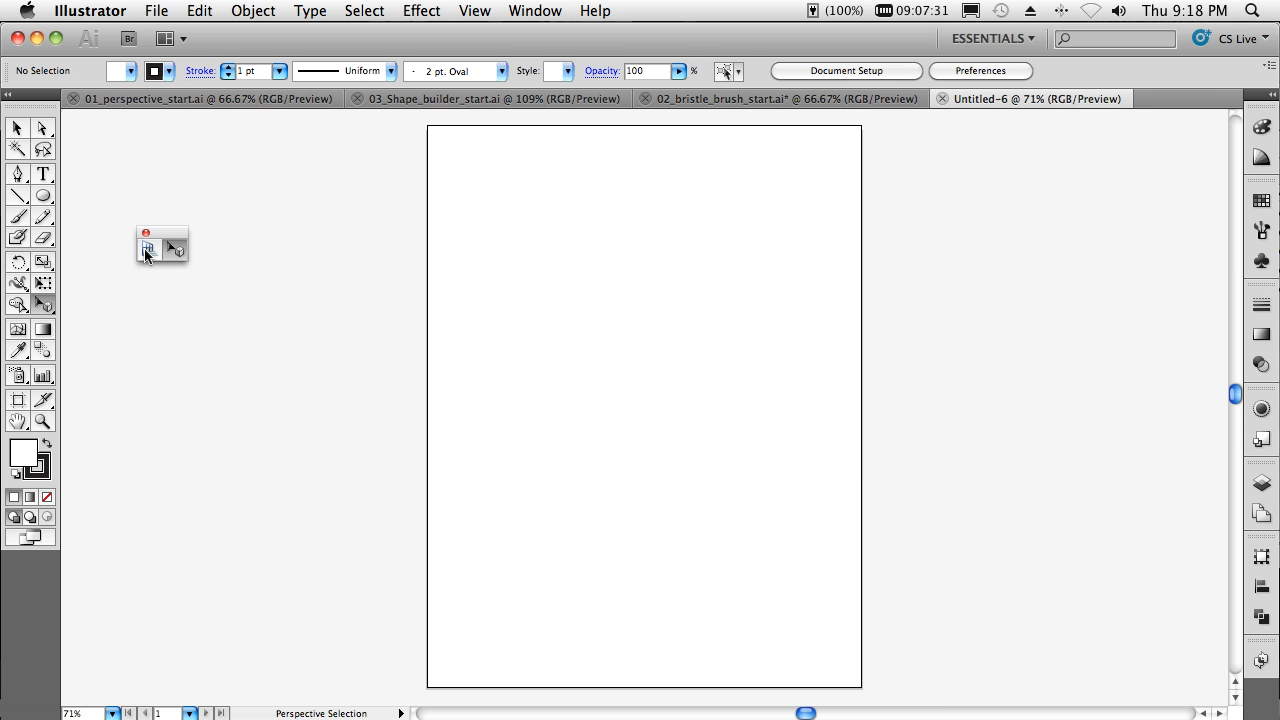 Illustrator File Edit Object Type Select Effect View Window Help (100%) 09:07:31 Thu 9:18 PM
Ai Br ESSENTIALS CS Live
No Selection Stroke: 1 pt Uniform 2 pt. Oval Style: Opacity: 100 % Document Setup Preferences
01_perspective_start.ai @ 66.67% (RGB/Preview) 03_Shape_builder_start.ai @ 109% (RGB/Preview) 02_bristle_brush_start.ai* @ 66.67% (RGB/Preview) Untitled-6 @ 71% (RGB/Preview)
T
71% 1 Perspective Selection